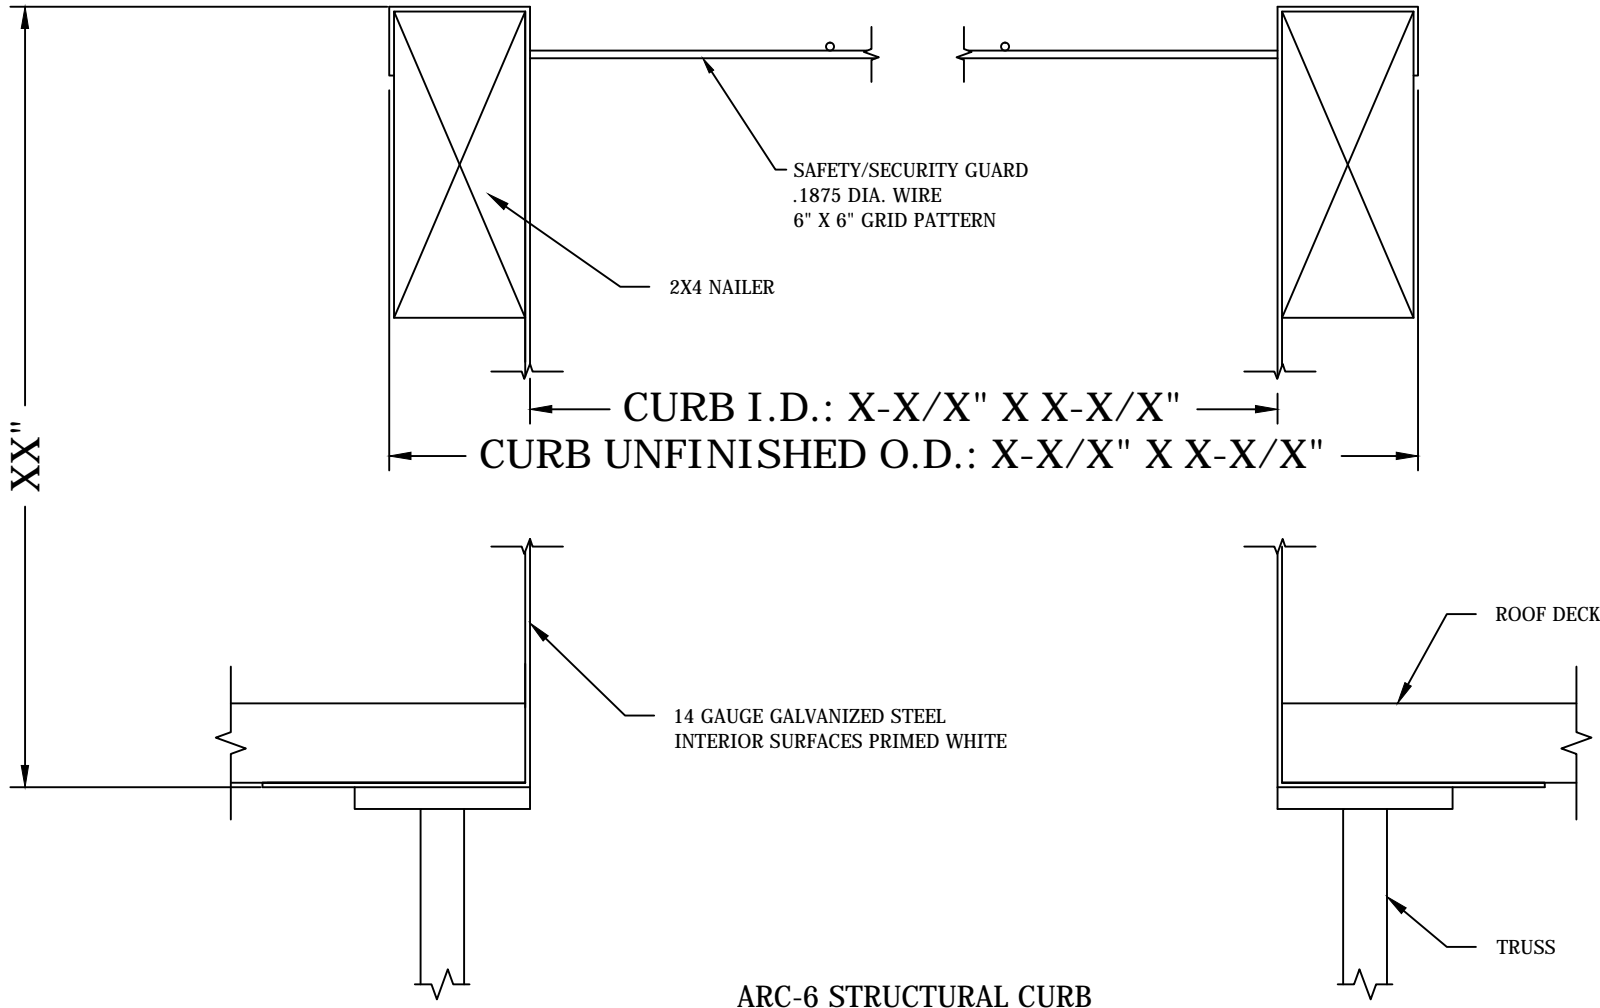 SAFETY/SECURITY GUARD
.1875 DIA. WIRE
6" X 6" GRID PATTERN
2X4 NAILER
CURB I.D.: X-X/X" X X-X/X"
CURB UNFINISHED O.D.: X-X/X" X X-X/X"
XX"
ROOF DECK
14 GAUGE GALVANIZED STEEL
INTERIOR SURFACES PRIMED WHITE
TRUSS
ARC-6 STRUCTURAL CURB